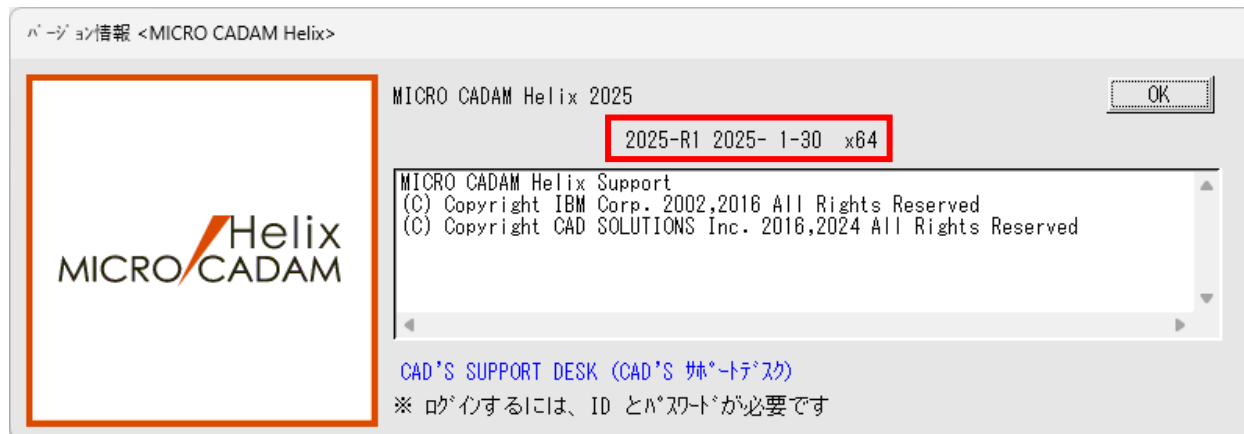 ﾊﾞｰｼﾞｮﾝ情報 <MICRO CADAM Helix>
MICRO CADAM Helix 2025
OK
2025-R1 2025- 1-30 x64
MICRO CADAM Helix Support
(C) Copyright IBM Corp. 2002,2016 All Rights Reserved
(C) Copyright CAD SOLUTIONS Inc. 2016,2024 All Rights Reserved
Helix
MICRO CADAM
CAD'S SUPPORT DESK (CAD'S ｻﾎﾟｰﾄﾃﾞｽｸ)
※ ﾛｸﾞｲﾝするには、ID とﾊﾟｽﾜｰﾄﾞが必要です